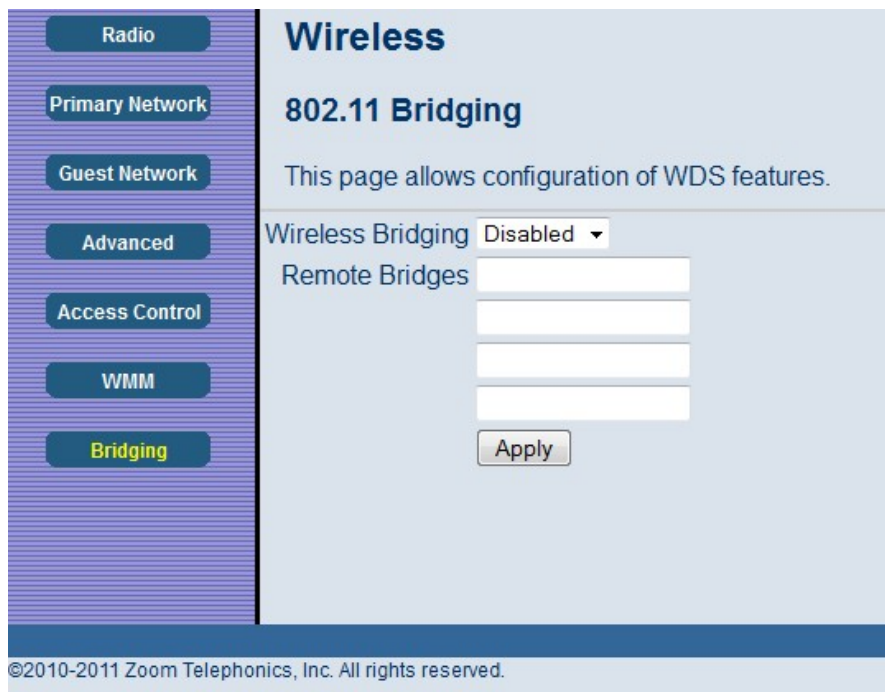 Radio
Primary Network
Guest Network
Advanced
Access Control
WMM
Bridging
Wireless
802.11 Bridging
This page allows configuration of WDS features.
Wireless Bridging Disabled
Remote Bridges
Apply
©2010-2011 Zoom Telephonics, Inc. All rights reserved.